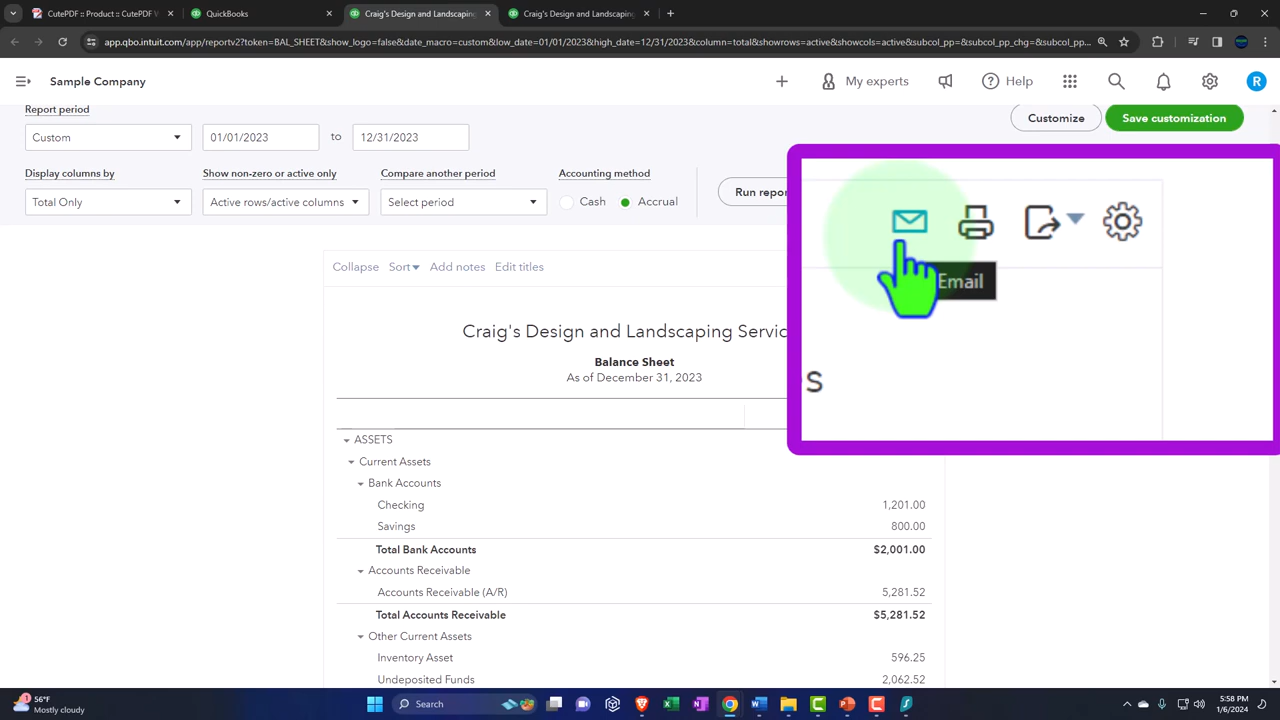 CutePDF :: Product :: CutePDF W
QuickBooks
Craig's Design and Landscaping
Craig's Design and Landscaping
app.qbo.intuit.com/app/reportv2?token=BAL_SHEET&show_logo=false&date_macro=custom&low_date=01/01/2023&high_date=12/31/2023&column=total&showrows=active&showcols=active&subcol_pp_chg=&subcol_pp...
Sample Company
My experts
Help
R
Report period
Custom
01/01/2023
to
12/31/2023
Customize
Save customization
Display columns by
Show non-zero or active only
Compare another period
Accounting method
Total Only
Active rows/active columns
Select period
Cash
Accrual
Run repor
Email
s
Collapse
Sort
Add notes
Edit titles
Craig's Design and Landscaping Servic
Balance Sheet
As of December 31, 2023
ASSETS
Current Assets
Bank Accounts
Checking 1,201.00
Savings 800.00
Total Bank Accounts $2,001.00
Accounts Receivable
Accounts Receivable (A/R) 5,281.52
Total Accounts Receivable $5,281.52
Other Current Assets
Inventory Asset 596.25
Undeposited Funds 2,062.52
1
56°F
Mostly cloudy
Search
5:58 PM
1/6/2024